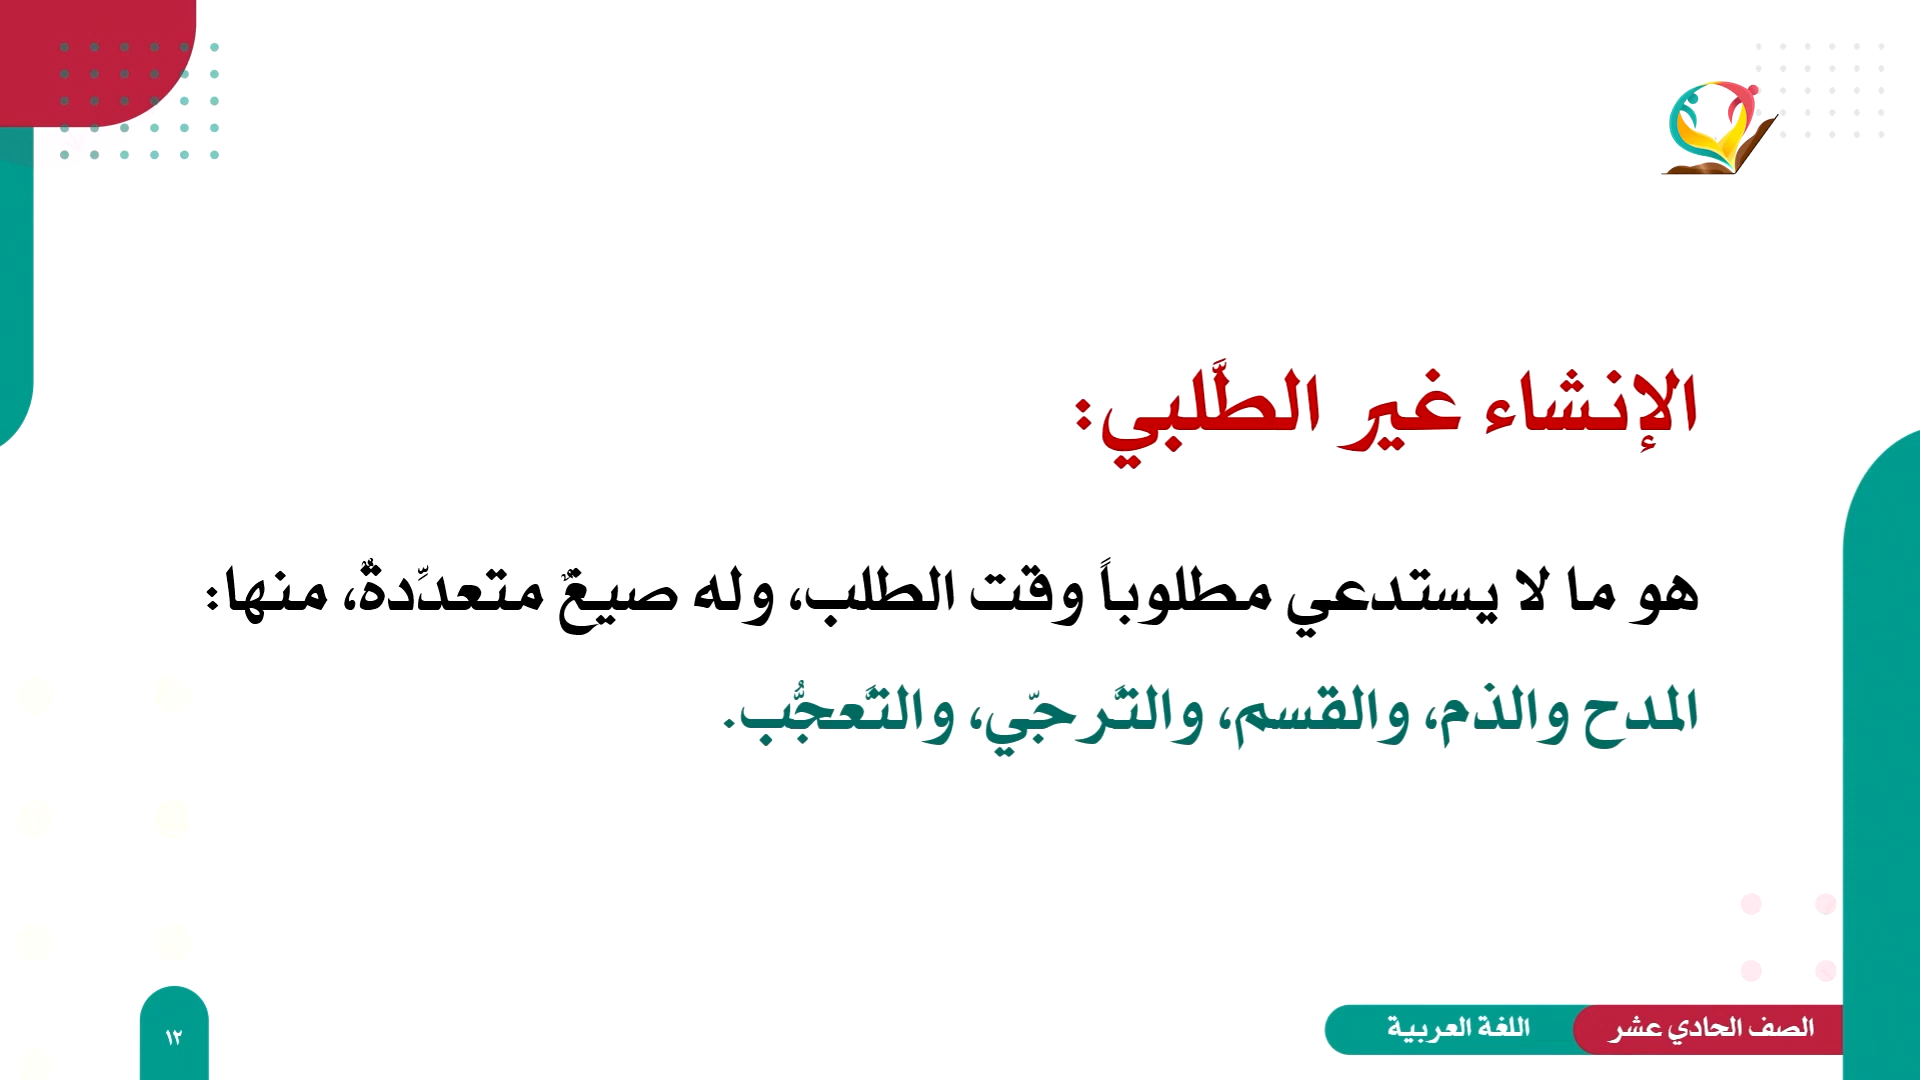 الإنشاء غير الطَّلبي:
هو ما لا يستدعي مطلوباً وقت الطلب، وله صيغٌ متعدِّدةٌ، منها:
المدح والذم، والقسم، والتَّرجّي، والتَّعجُّب.
الصف الحادي عشر
اللغة العربية
١٢